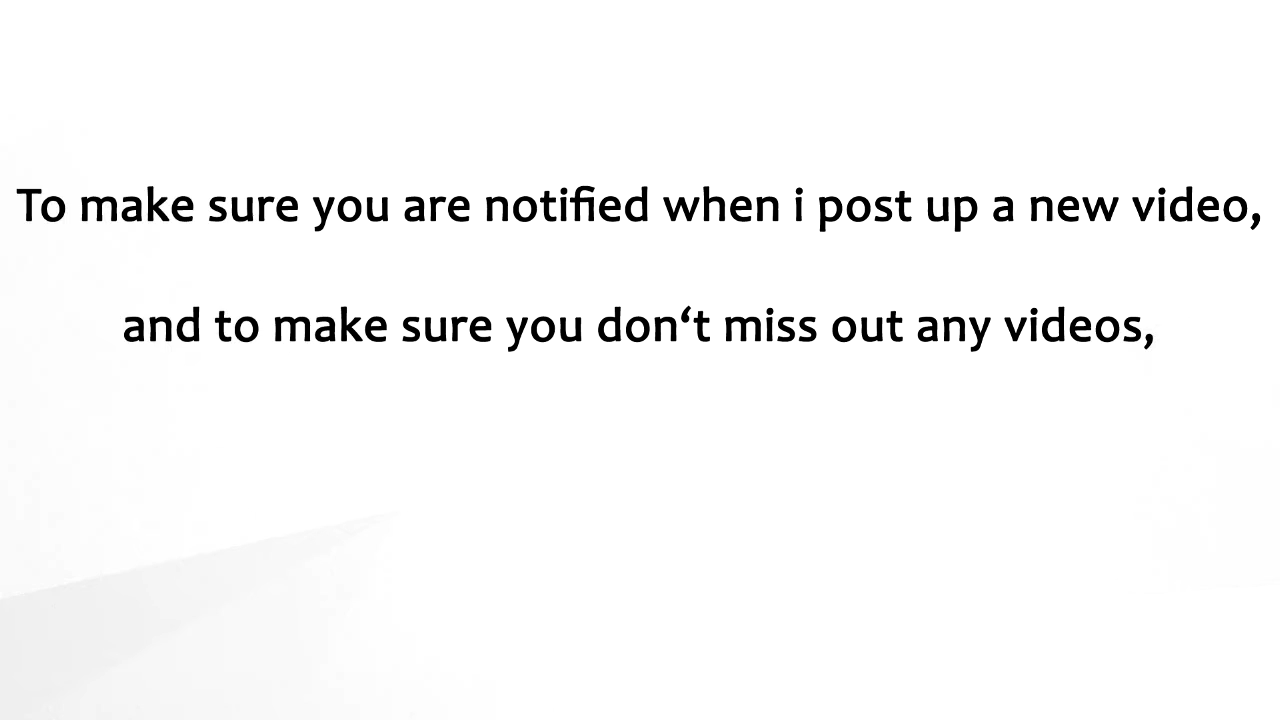 To make sure you are notified when i post up a new video,
and to make sure you don‘t miss out any videos,